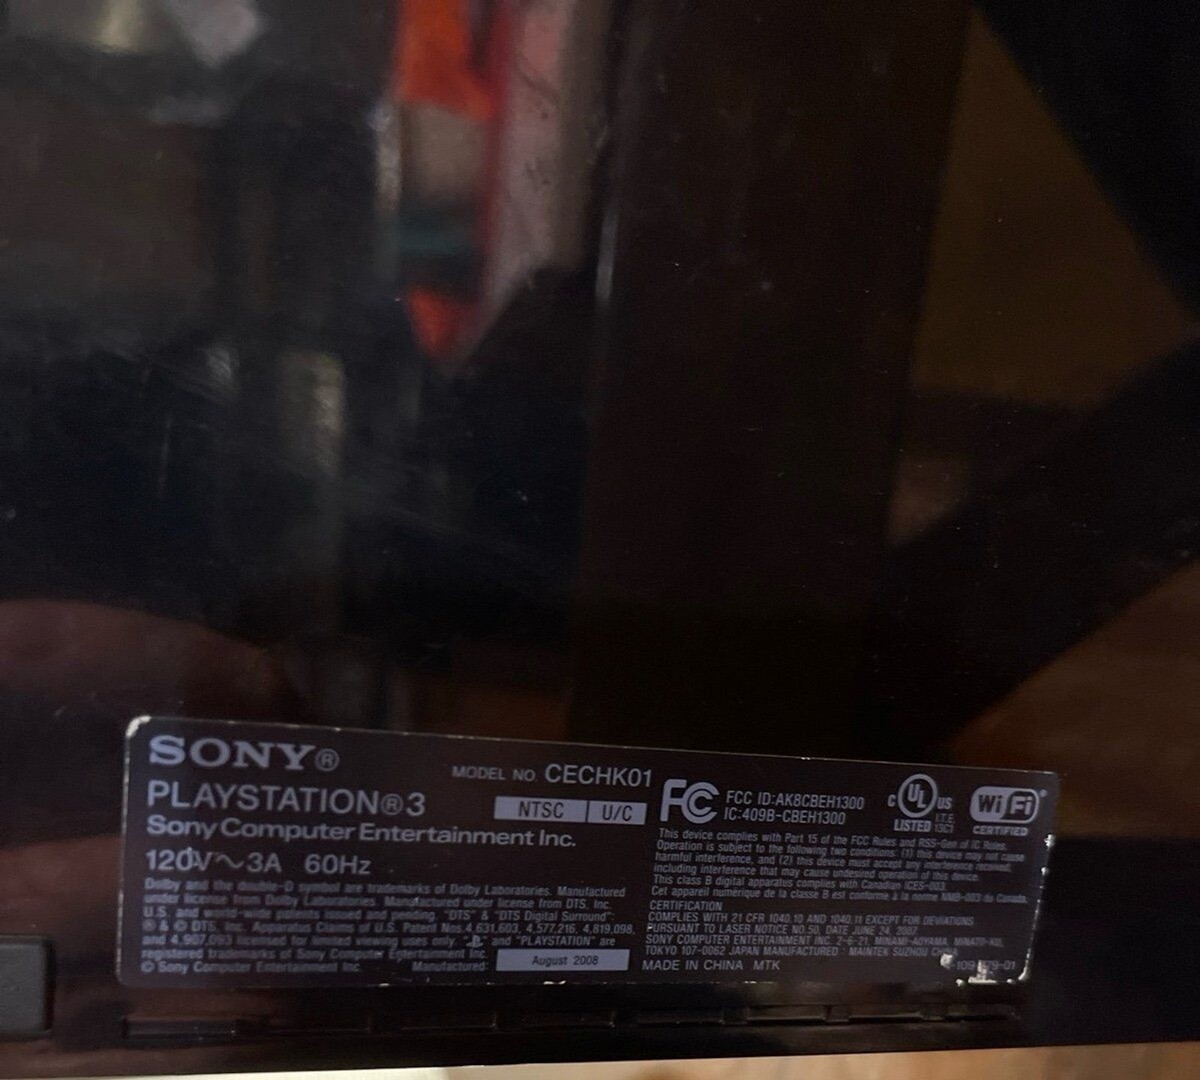 SONY®
PLAYSTATION®3
Sony Computer Entertainment Inc.
120V~3A 60Hz
MODEL NO. CECHK01
NTSC U/C
Dolby and the double-D symbol are trademarks of Dolby Laboratories. Manufactured
under license from Dolby Laboratories. Manufactured under license from DTS, Inc.
U.S. and world-wide patents issued and pending. "DTS" & "DTS Digital Surround"
® & © DTS, Inc. Apparatus Claims of U.S. Patent Nos.4,631,603, 4,577,216, 4,819,098,
and 4,907,093 licensed for limited viewing uses only. " " and "PLAYSTATION" are
registered trademarks of Sony Computer Entertainment Inc.
© Sony Computer Entertainment Inc.
Manufactured:
August 2008
FC
FCC ID:AK8CBEH1300
IC:409B-CBEH1300
C UL US
LISTED I.T.E. 13C1
Wi Fi
CERTIFIED
This device complies with Part 15 of the FCC Rules and RSS-Gen of IC Rules.
Operation is subject to the following two conditions: (1) this device may not cause
harmful interference, and (2) this device must accept any interference received,
including interference that may cause undesired operation of this device.
This class B digital apparatus complies with Canadian ICES-003.
Cet appareil numérique de la classe B est conforme à la norme NMB-003 du Canada.
CERTIFICATION
COMPLIES WITH 21 CFR 1040.10 AND 1040.11 EXCEPT FOR DEVIATIONS
PURSUANT TO LASER NOTICE NO.50, DATE JUNE 24, 2007
SONY COMPUTER ENTERTAINMENT INC. 2-6-21, MINAMI-AOYAMA, MINATO-KU,
TOKYO 107-0062 JAPAN MANUFACTURED : MAINTEK SUZHOU
MADE IN CHINA MTK